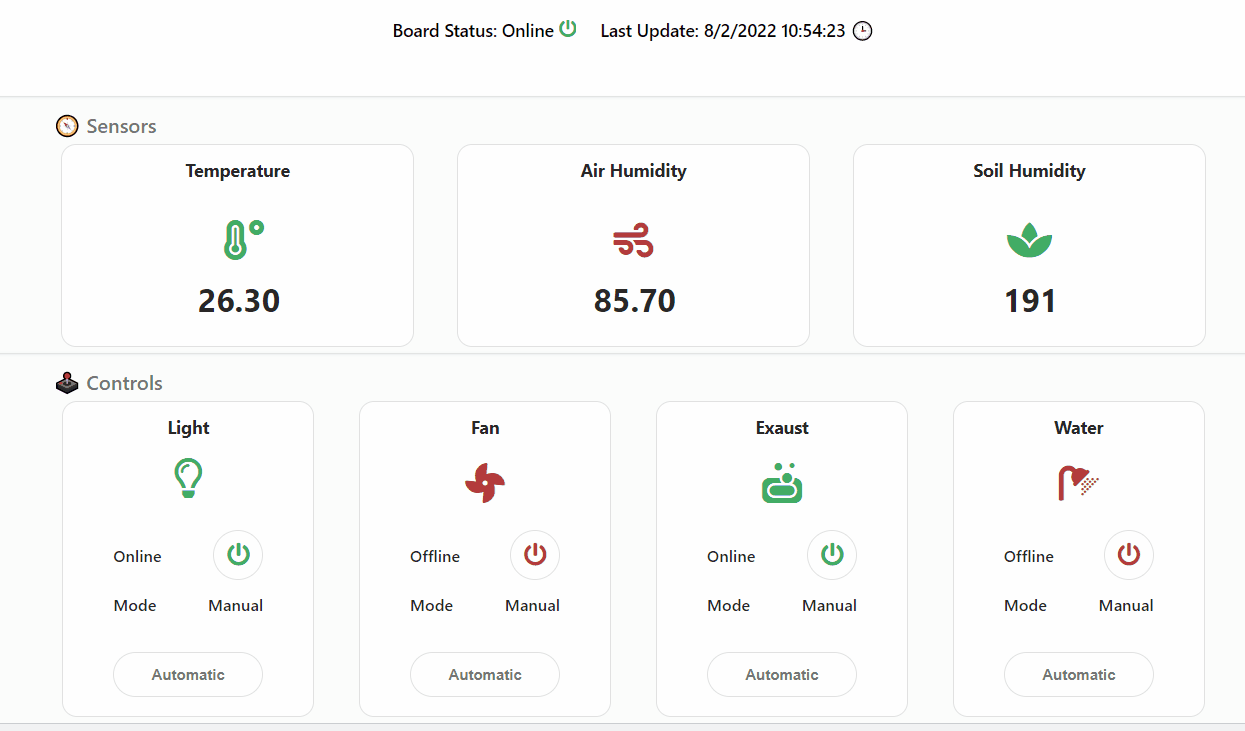 Board Status: Online Last Update: 8/2/2022 10:54:23
Sensors
Temperature
26.30
Air Humidity
85.70
Soil Humidity
191
Controls
Light
Online
Mode Manual
Automatic
Fan
Offline
Mode Manual
Automatic
Exaust
Online
Mode Manual
Automatic
Water
Offline
Mode Manual
Automatic